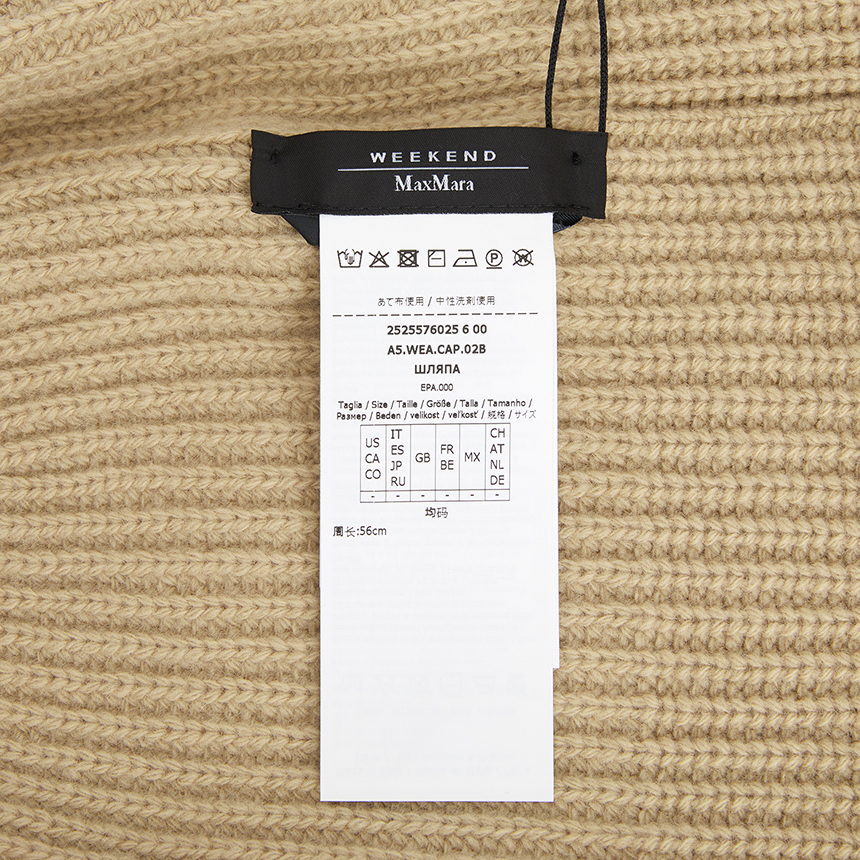 WEEKEND
MaxMara
あて布使用 / 中性洗剤使用
2525576025 6 00
A5.WEA.CAP.02B
ШЛЯПА
EPA.000
Taglia / Size / Taille / Größe / Talla / Tamanho /
Размер / Beden / velikost / veľkosť / 规格 / サイズ
US CA CO IT ES JP RU GB FR BE MX CH AT NL DE
- - - - - -
均码
周长:56cm